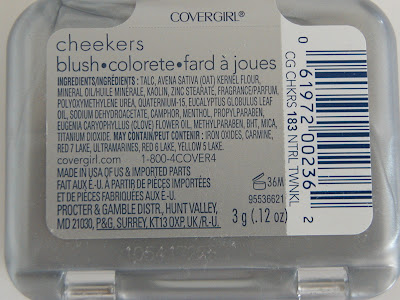 COVERGIRL®
cheekers
blush•colorete•fard à joues
INGREDIENTS/INGRÉDIENTS : TALC, AVENA SATIVA (OAT) KERNEL FLOUR,
MINERAL OIL/HUILE MINÉRALE, KAOLIN, ZINC STEARATE, FRAGRANCE/PARFUM,
POLYOXYMETHYLENE UREA, QUATERNIUM-15, EUCALYPTUS GLOBULUS LEAF
OIL, SODIUM DEHYDROACETATE, CAMPHOR, MENTHOL, PROPYLPARABEN,
EUGENIA CARYOPHYLLUS (CLOVE) FLOWER OIL, METHYLPARABEN, BHT, MICA,
TITANIUM DIOXIDE. MAY CONTAIN/PEUT CONTENIR : IRON OXIDES, CARMINE,
RED 7 LAKE, ULTRAMARINES, RED 6 LAKE, YELLOW 5 LAKE.
covergirl.com 1-800-4COVER4
MADE IN USA OF US & IMPORTED PARTS
FAIT AUX É.-U. À PARTIR DE PIÈCES IMPORTÉES
ET DE PIÈCES FABRIQUÉES AUX É.-U.
PROCTER & GAMBLE DISTR., HUNT VALLEY,
MD 21030, P&G, SURREY, KT13 0XP, UK /R.-U.
36M
95536621
3 g (.12 oz)
0 61972 00236 2
CG CHKRS 183 NTRL TWNKL